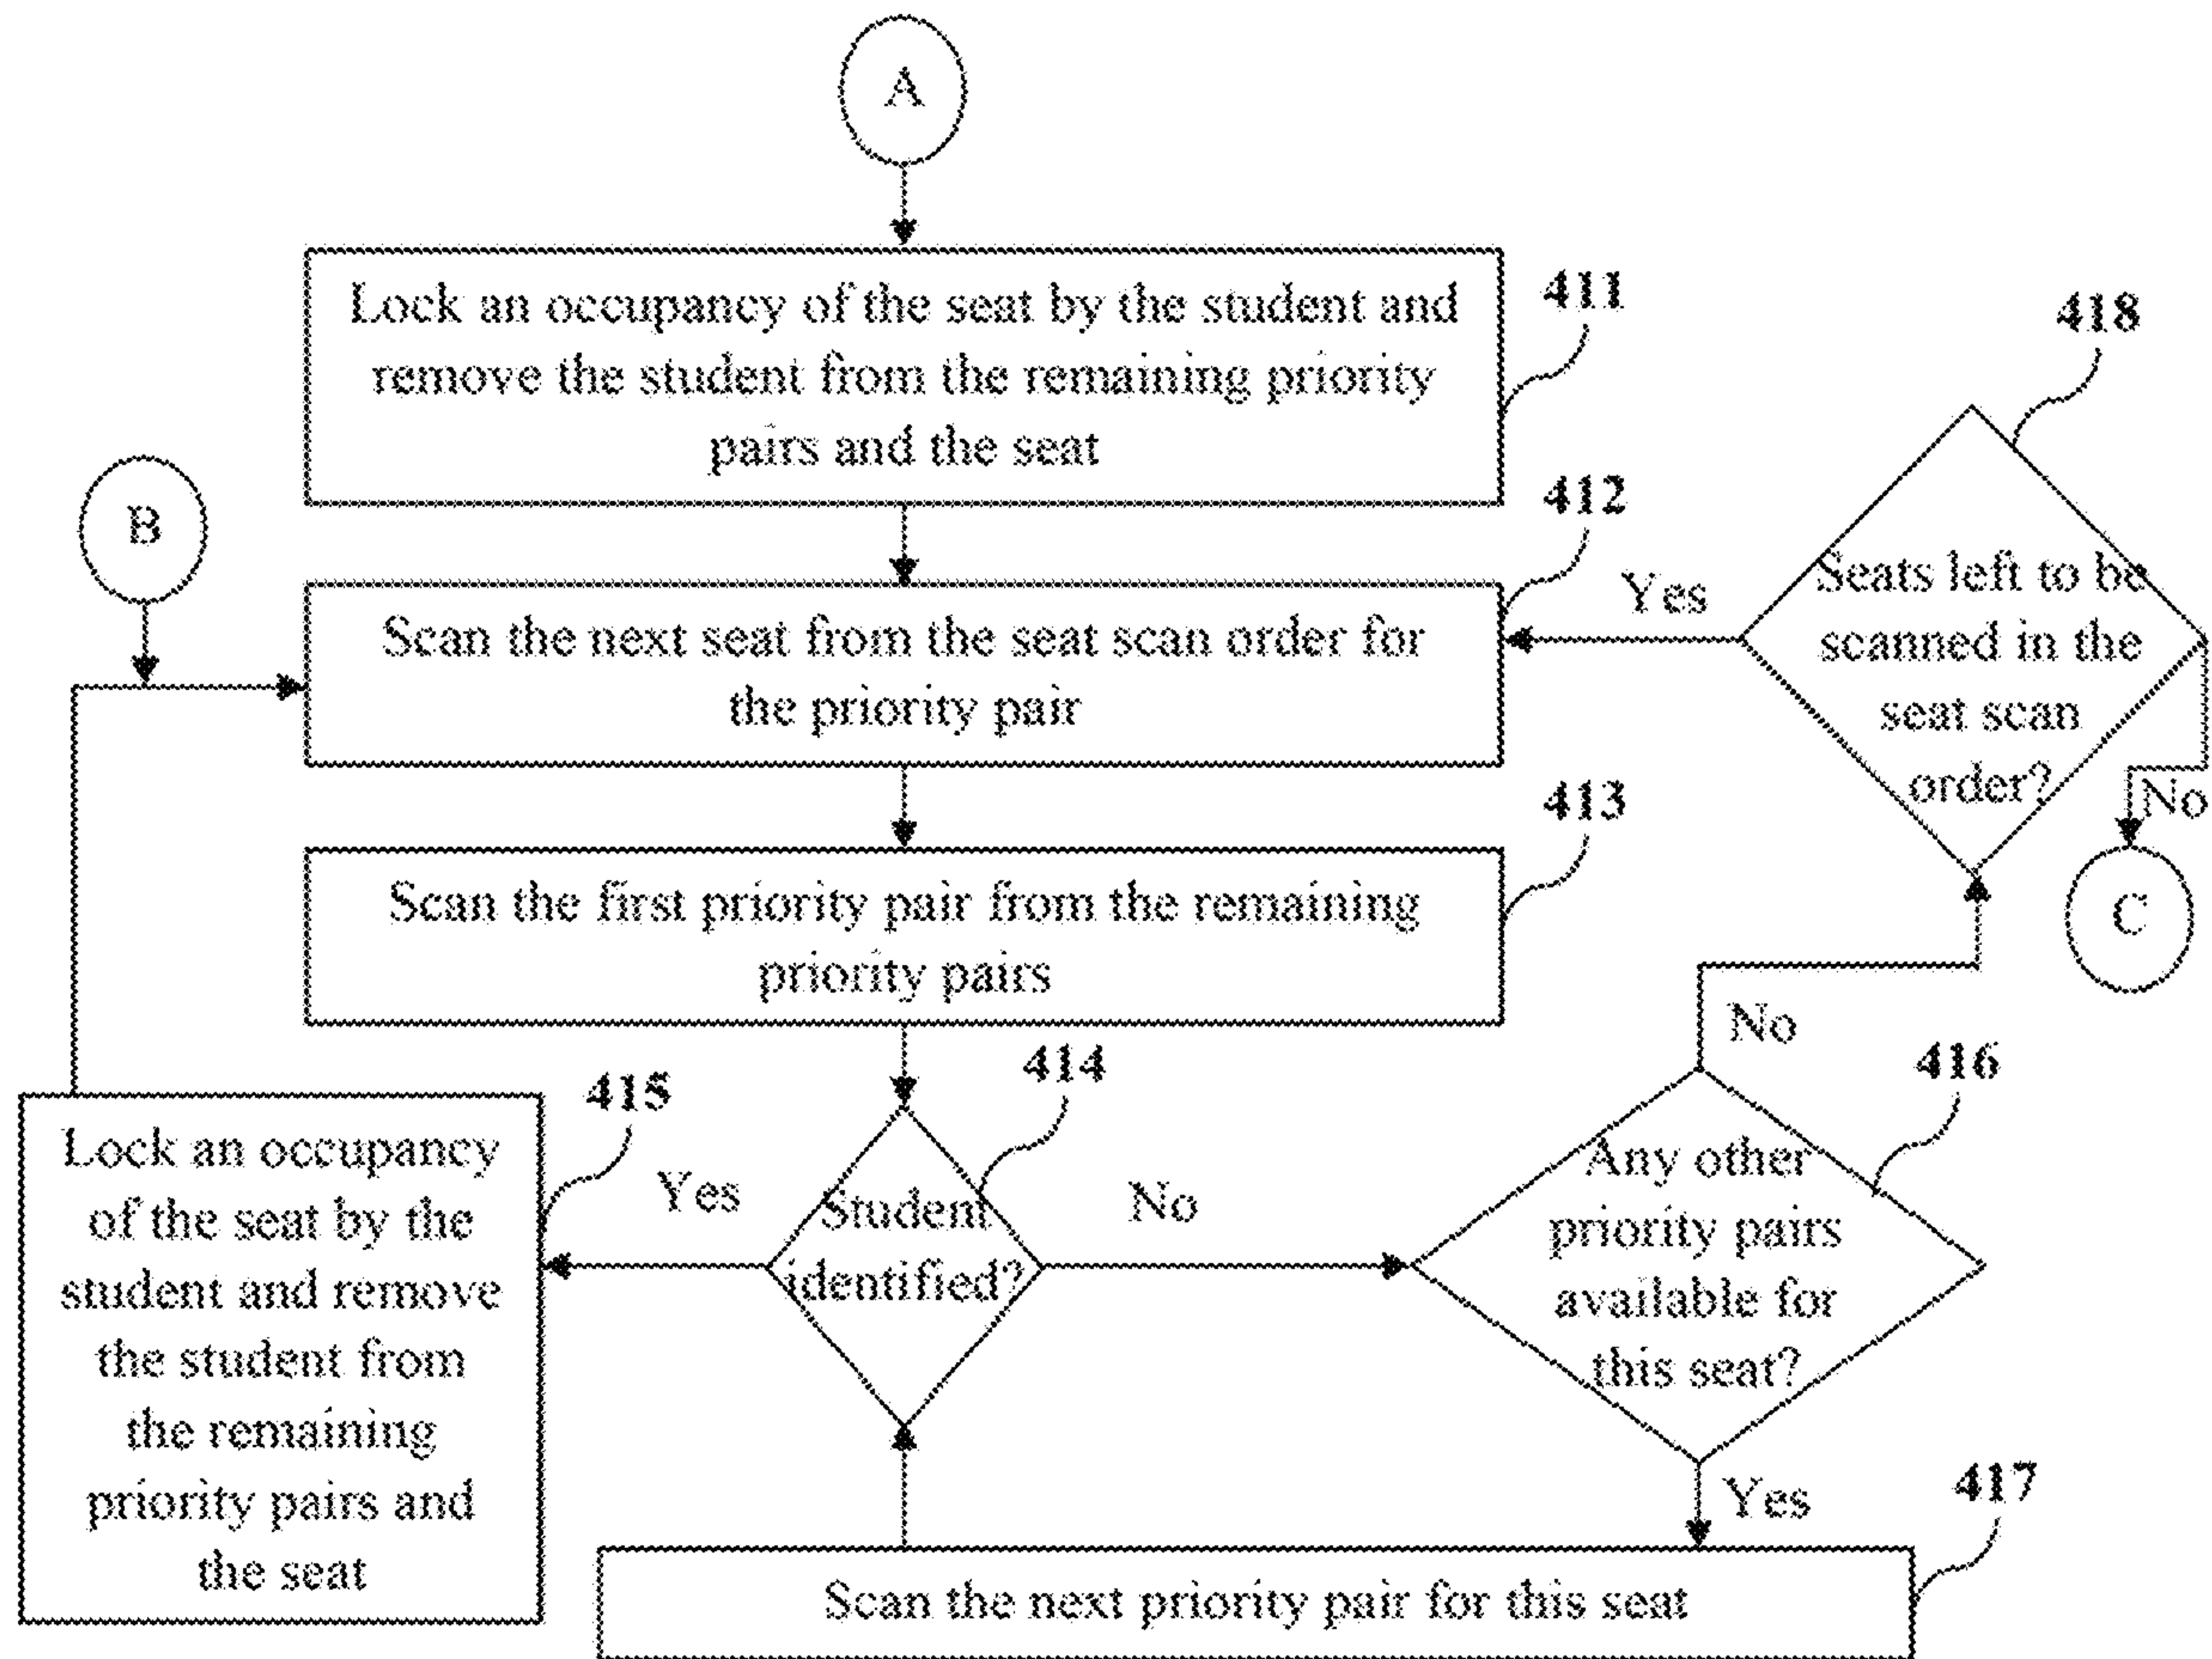 A
Lock an occupancy of the seat by the student and
remove the student from the remaining priority
pairs and the seat
411
418
B
412
Scan the next seat from the seat scan order for
the priority pair
Yes
Seats left to be
scanned in the
seat scan
order?
No
C
413
Scan the first priority pair from the remaining
priority pairs
No
415
Lock an occupancy
of the seat by the
student and remove
the student from
the remaining
priority pairs and
the seat
Yes
414
Student
identified?
No
416
Any other
priority pairs
available for
this seat?
Yes
417
Scan the next priority pair for this seat